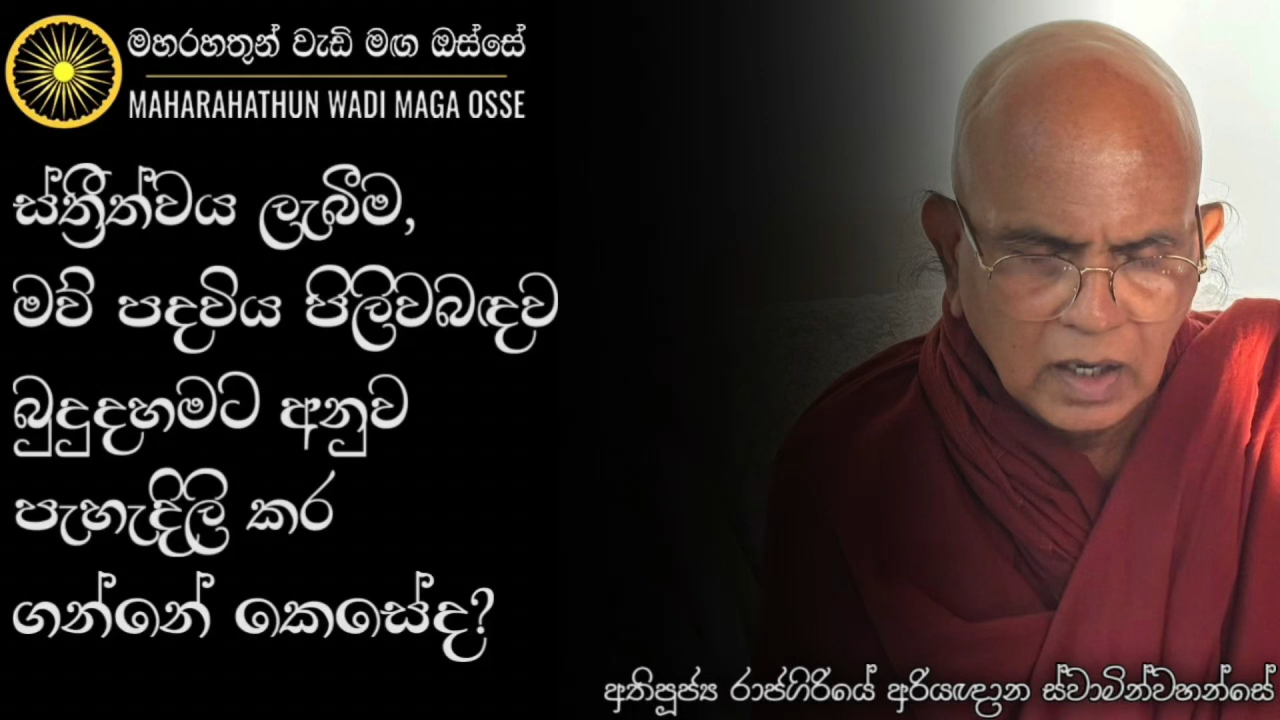 මහරහතුන් වැඩි මඟ ඔස්සේ
MAHARAHATHUN WADI MAGA OSSE
ස්ත්‍රීත්වය ලැබීම,
මව් පදවිය පිලිවබඳව
බුදුදහමට අනුව
පැහැදිලි කර
ගන්නේ කෙසේද?
අතිපූජ්‍ය රාජගිරියේ අරියඥාන ස්වාමින්වහන්සේ